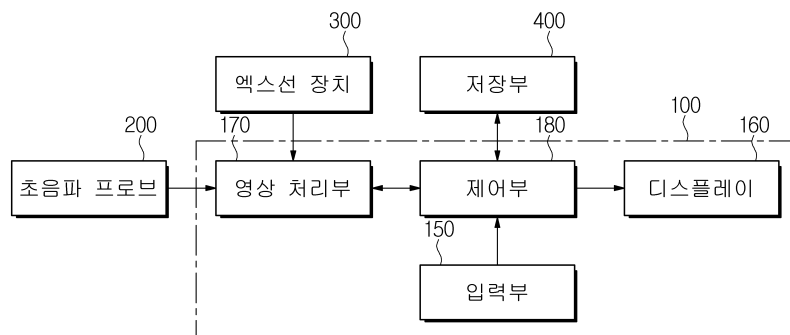 300
400
엑스선 장치
저장부
100
200
170
180
160
초음파 프로브
영상 처리부
제어부
디스플레이
150
입력부